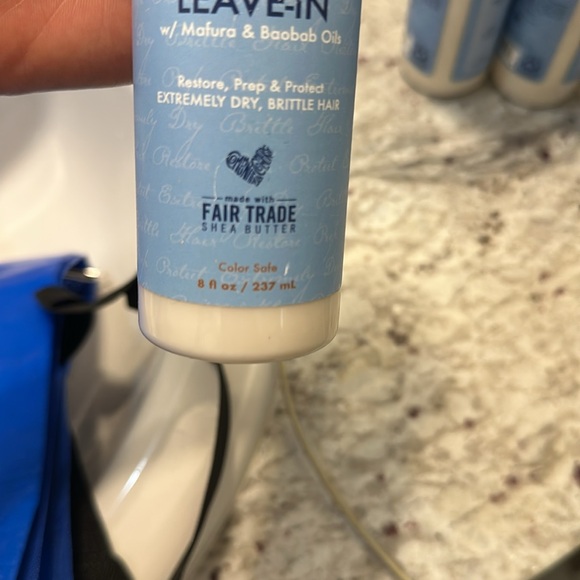 LEAVE-IN
w/ Mafura & Baobab Oils
Restore, Prep & Protect
EXTREMELY DRY, BRITTLE HAIR
made with
FAIR TRADE
SHEA BUTTER
Color Safe
8 fl oz / 237 mL